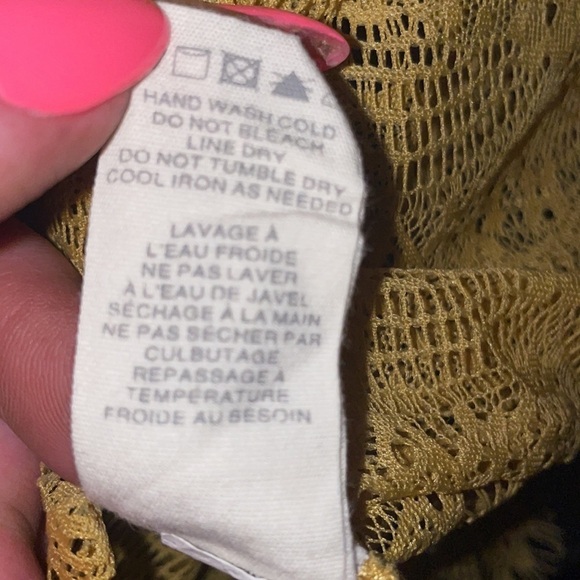 HAND WASH COLD
DO NOT BLEACH
LINE DRY
DO NOT TUMBLE DRY
COOL IRON AS NEEDED
LAVAGE À
L'EAU FROIDE
NE PAS LAVER
À L'EAU DE JAVEL
SÉCHAGE À LA MAIN
NE PAS SÉCHER PAR
CULBUTAGE
REPASSAGE À
TEMPÉRATURE
FROIDE AU BESOIN